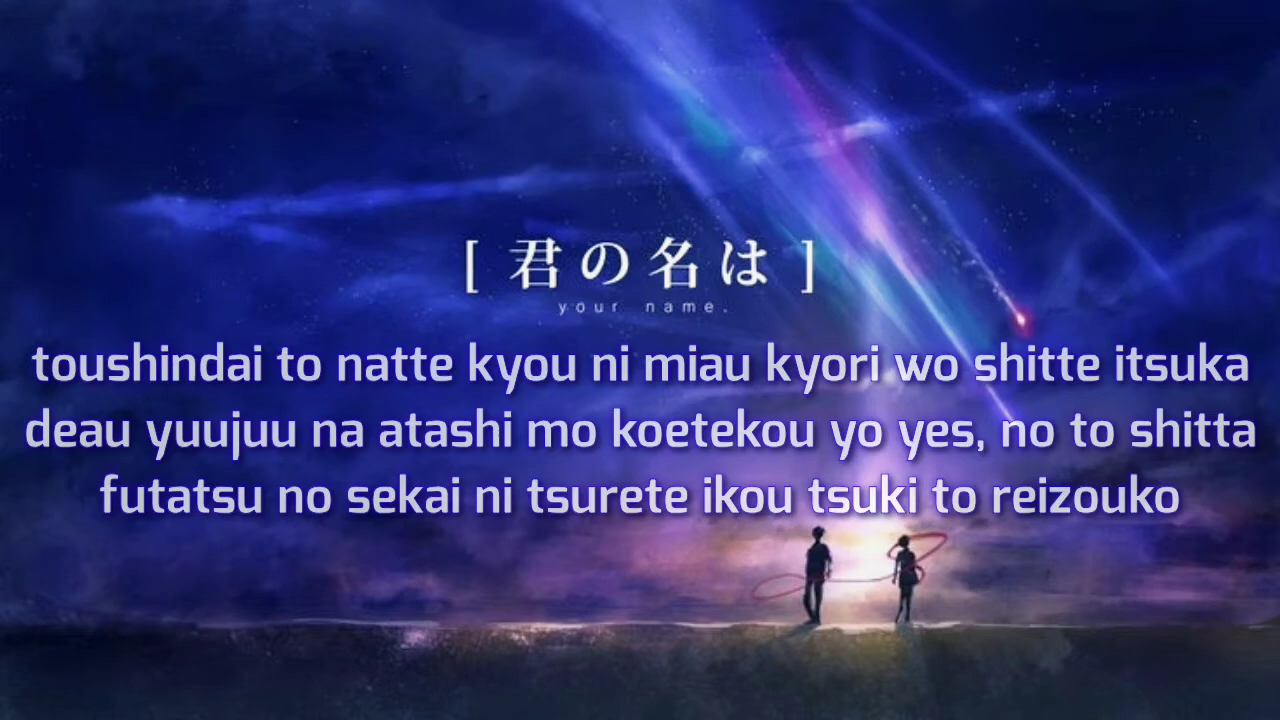 [ 君の名は ]
your name.
toushindai to natte kyou ni miau kyori wo shitte itsuka
deau yuujuu na atashi mo koetekou yo yes, no to shitta
futatsu no sekai ni tsurete ikou tsuki to reizouko